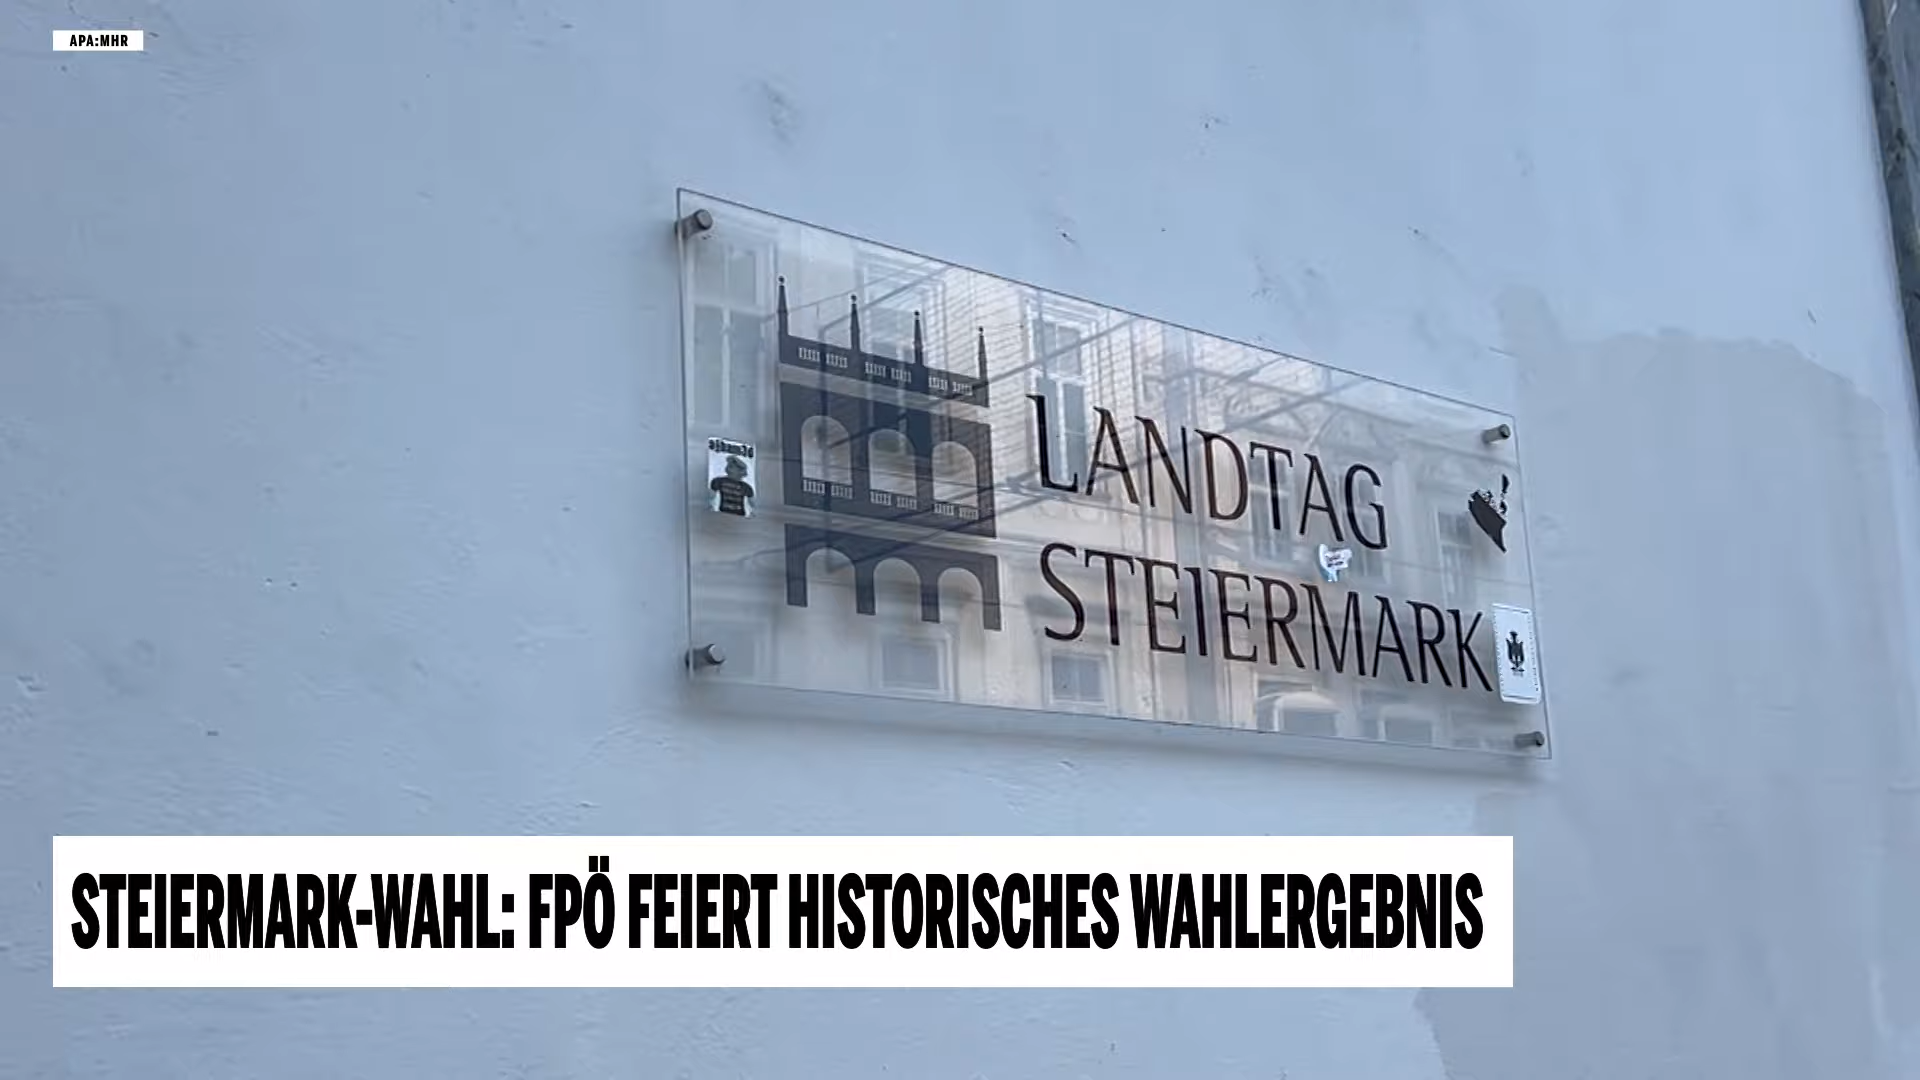 APA:MHR
LANDTAG
STEIERMARK
STEIERMARK-WAHL: FPÖ FEIERT HISTORISCHES WAHLERGEBNIS